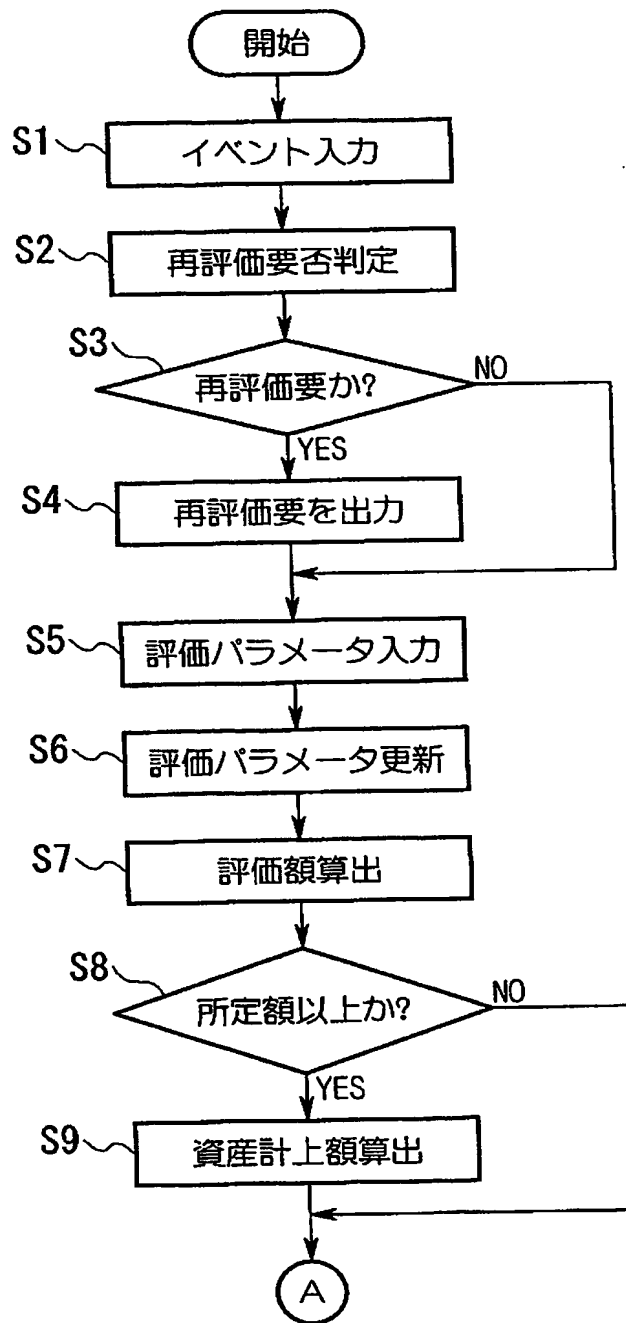 開始
S1
イベント入力
S2
再評価要否判定
S3
再評価要か?
NO
YES
S4
再評価要を出力
S5
評価パラメータ入力
S6
評価パラメータ更新
S7
評価額算出
S8
所定額以上か?
NO
YES
S9
資産計上額算出
A